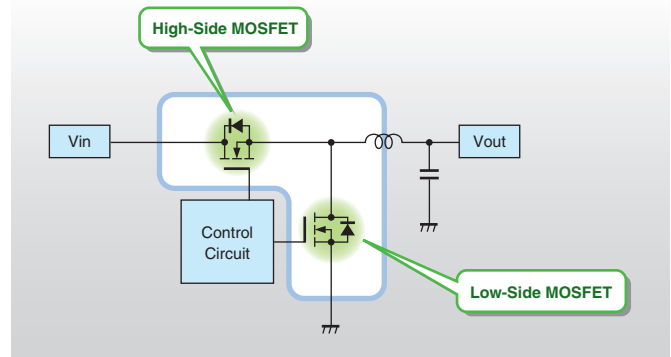 High-Side MOSFET
Vin
Vout
Control
Circuit
Low-Side MOSFET